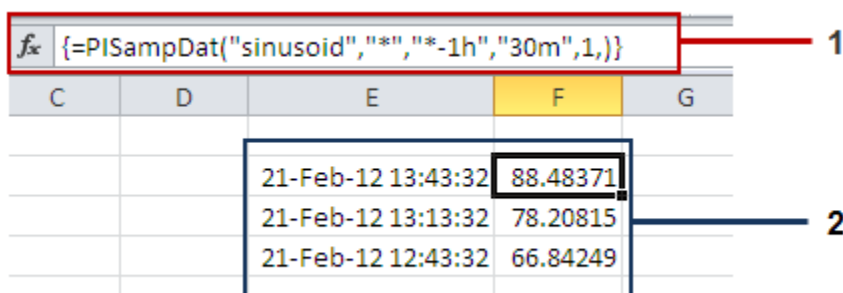 fx {=PISampDat("sinusoid","*","*-1h","30m",1,)} 1
C D E F G
21-Feb-12 13:43:32 88.48371
21-Feb-12 13:13:32 78.20815 2
21-Feb-12 12:43:32 66.84249